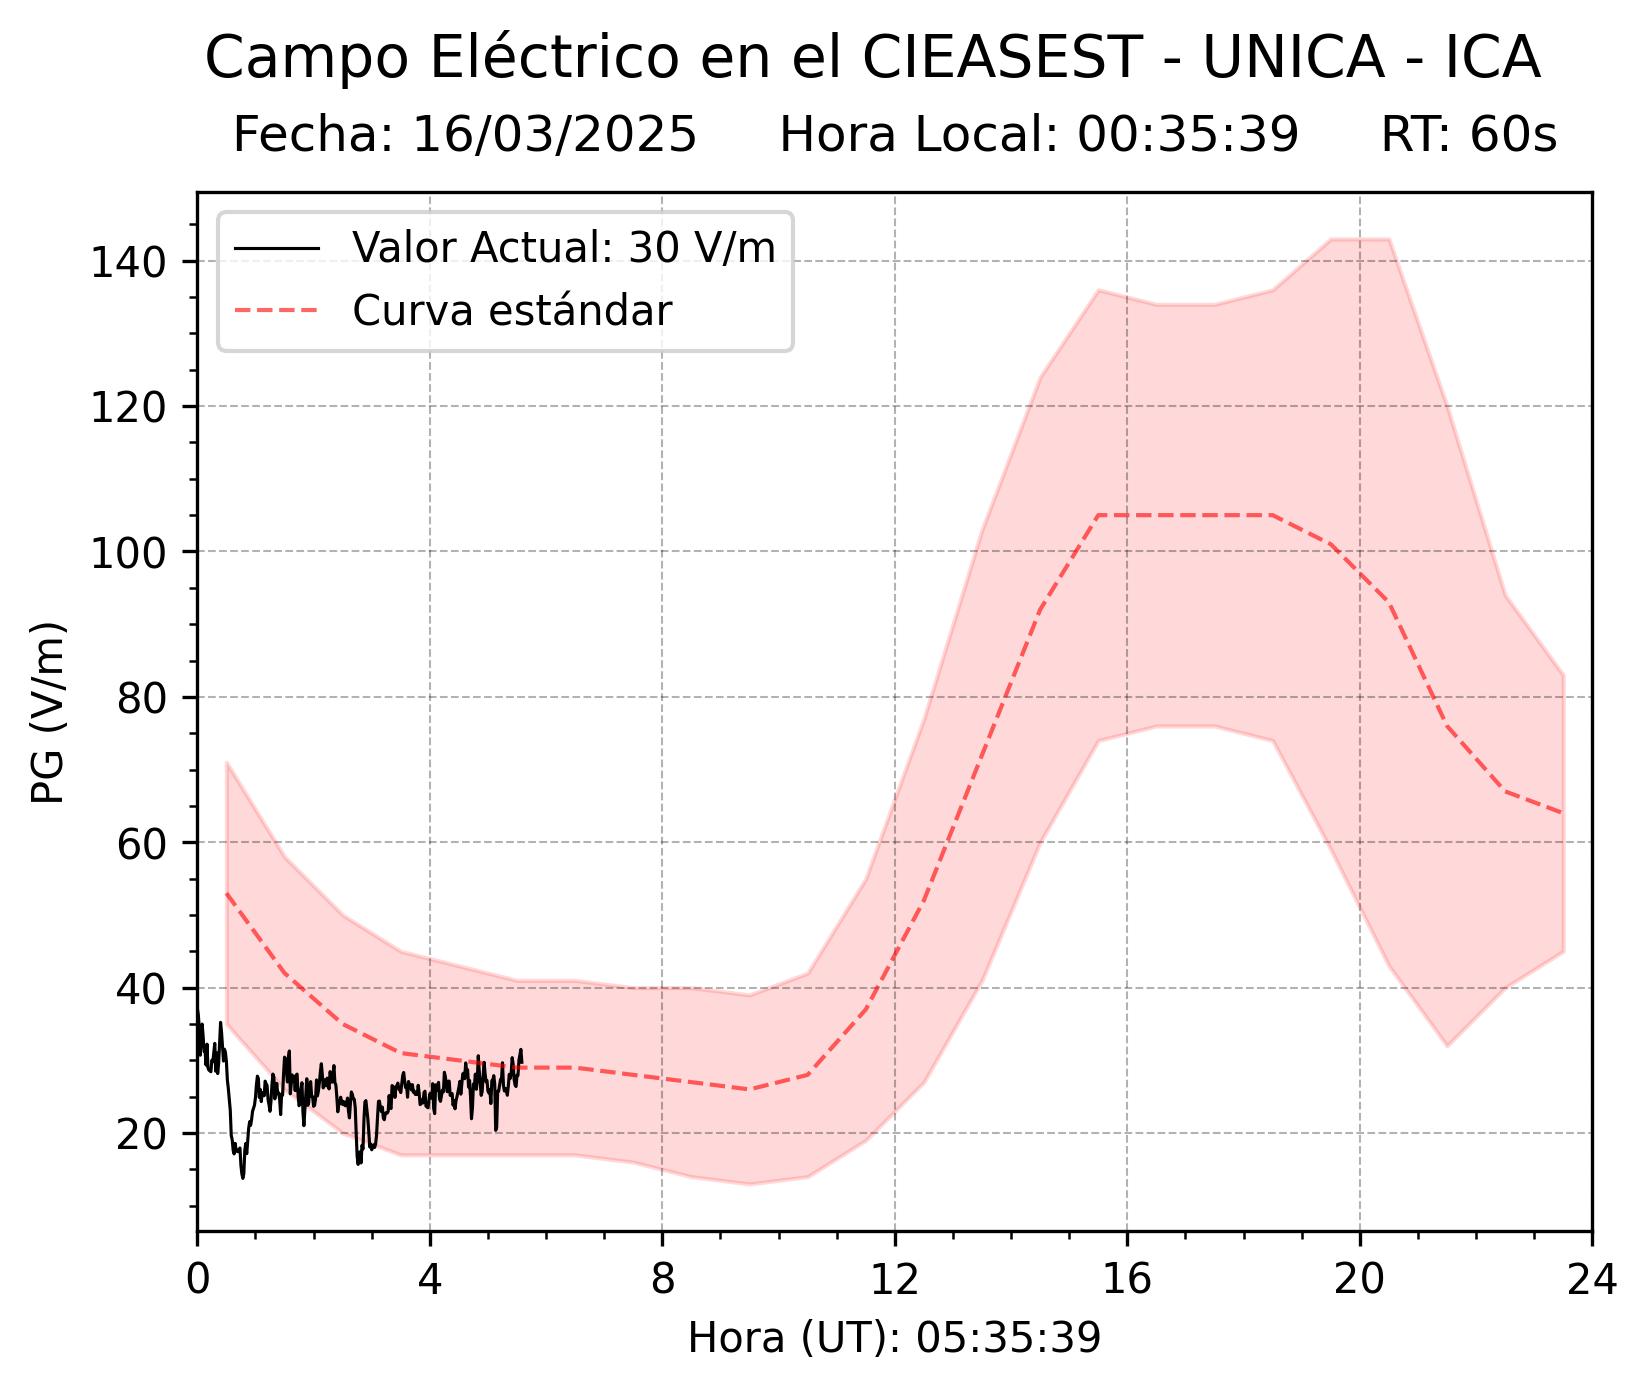 Campo Eléctrico en el CIEASEST - UNICA - ICA
Fecha: 16/03/2025 Hora Local: 00:35:39 RT: 60s
Valor Actual: 30 V/m
Curva estándar
PG (V/m)
140
120
100
80
60
40
20
0 4 8 12 16 20 24
Hora (UT): 05:35:39